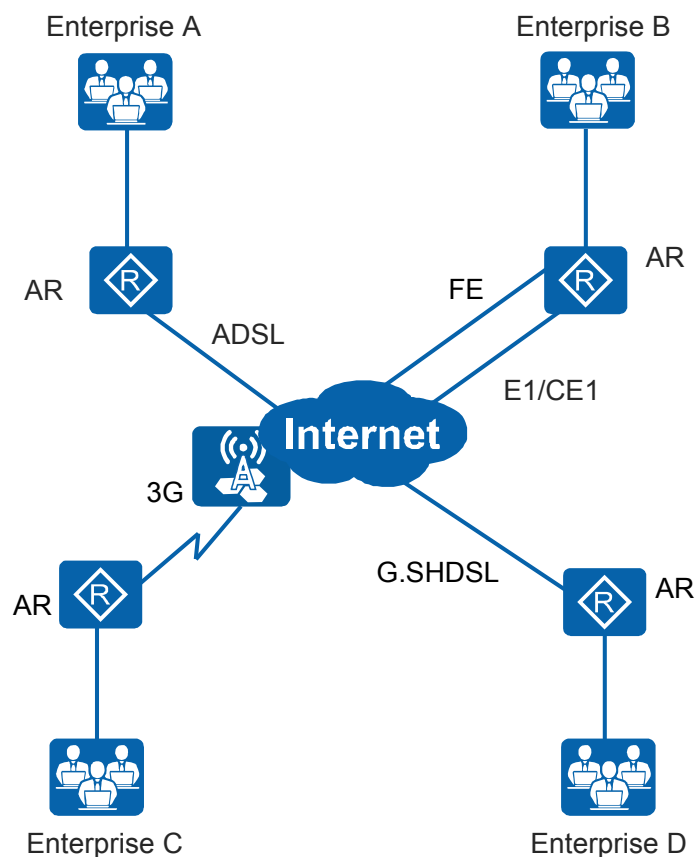 Enterprise A
Enterprise B
R
AR
R
AR
FE
ADSL
E1/CE1
Internet
3G
G.SHDSL
AR
R
R
AR
Enterprise C
Enterprise D